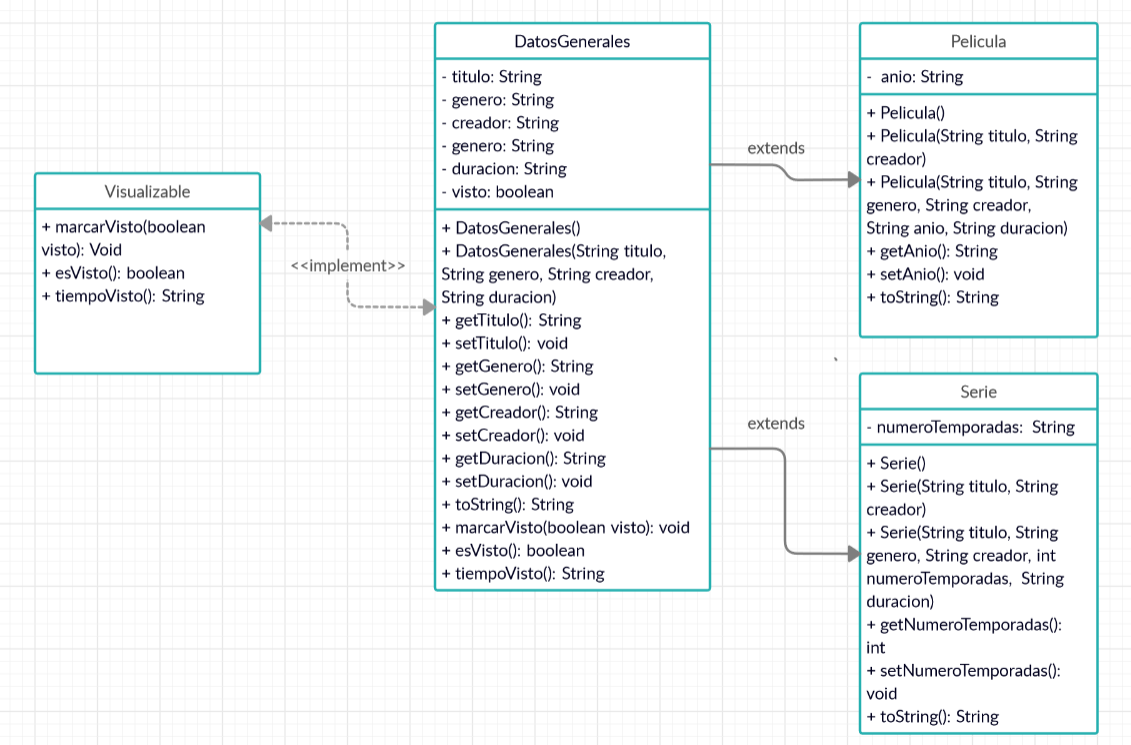 Visualizable
+ marcarVisto(boolean
visto): Void
+ esVisto(): boolean
+ tiempoVisto(): String
<<implement>>
DatosGenerales
- titulo: String
- genero: String
- creador: String
- genero: String
- duracion: String
- visto: boolean
+ DatosGenerales()
+ DatosGenerales(String titulo,
String genero, String creador,
String duracion)
+ getTitulo(): String
+ setTitulo(): void
+ getGenero(): String
+ setGenero(): void
+ getCreador(): String
+ setCreador(): void
+ getDuracion(): String
+ setDuracion(): void
+ toString(): String
+ marcarVisto(boolean visto): void
+ esVisto(): boolean
+ tiempoVisto(): String
extends
extends
Pelicula
- anio: String
+ Pelicula()
+ Pelicula(String titulo, String
creador)
+ Pelicula(String titulo, String
genero, String creador,
String anio, String duracion)
+ getAnio(): String
+ setAnio(): void
+ toString(): String
Serie
- numeroTemporadas: String
+ Serie()
+ Serie(String titulo, String
creador)
+ Serie(String titulo, String
genero, String creador, int
numeroTemporadas, String
duracion)
+ getNumeroTemporadas():
int
+ setNumeroTemporadas():
void
+ toString(): String